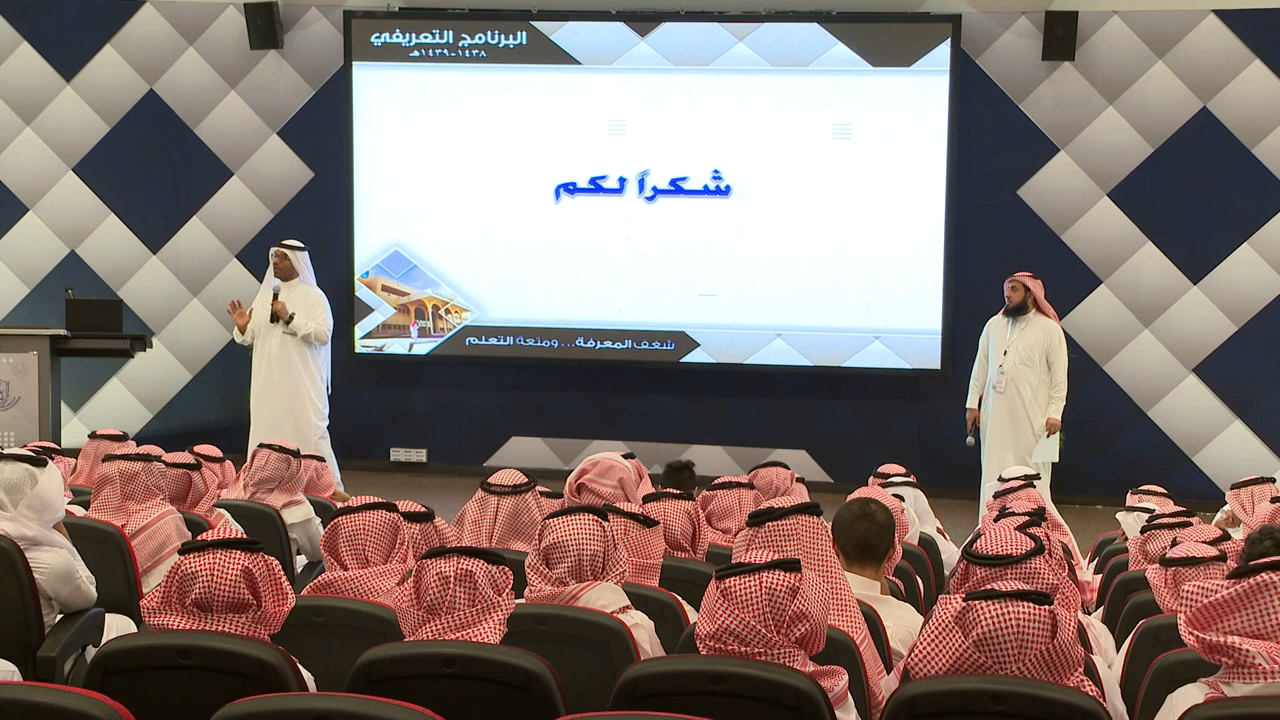 البرنامج التعريفي
١٤٣٨-١٤٣٩هـ
شكراً لكم
شغف المعرفة... ومتعة التعلم